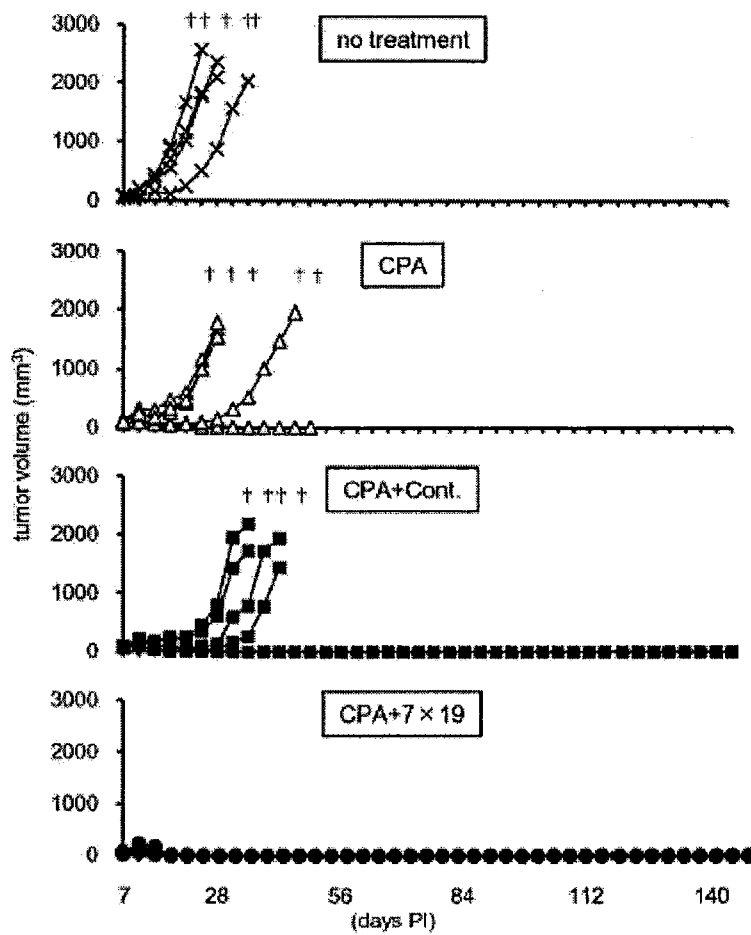 †† † ††
3000
no treatment
2000
1000
0
† † † † †
3000
CPA
2000
1000
0
tumor volume (mm³)
† †† †
3000
CPA+Cont.
2000
1000
0
3000
CPA+7×19
2000
1000
0
7 28 56 84 112 140
(days PI)